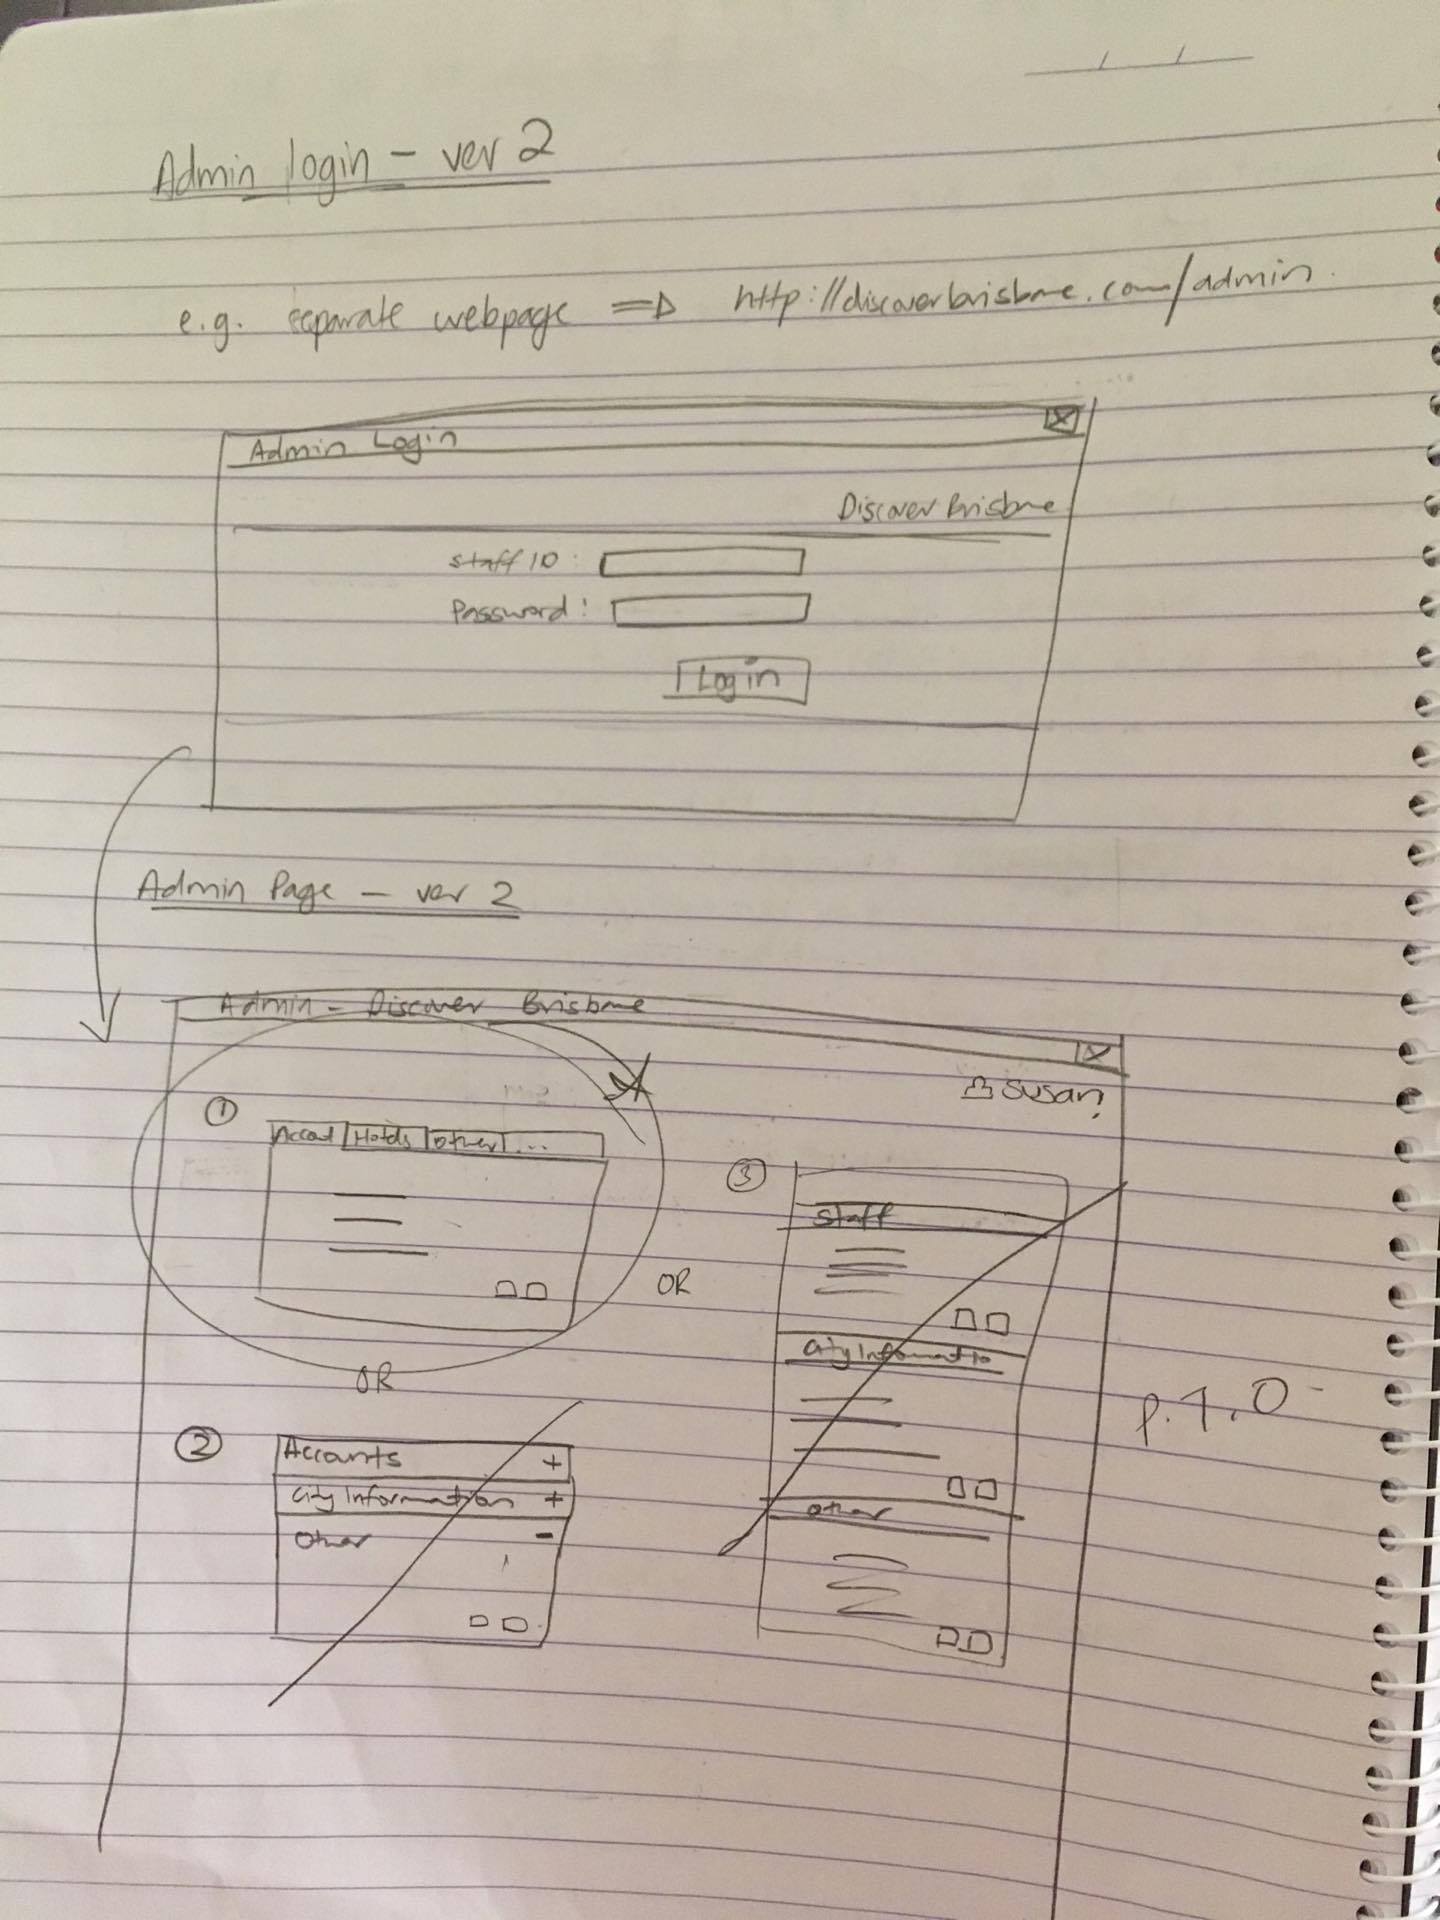 Admin login - ver 2
e.g. separate webpage => http://discoverbrisbane.com/admin.
Admin Login
Discover Brisbane
Staff ID:
Password:
Login
Admin Page - ver 2
Admin - Discover Brisbane
Susan
1
Accout Hotels Other ...
OR
OR
2
Accounts +
City Information +
Other -
3
Staff
City Informatio
Other